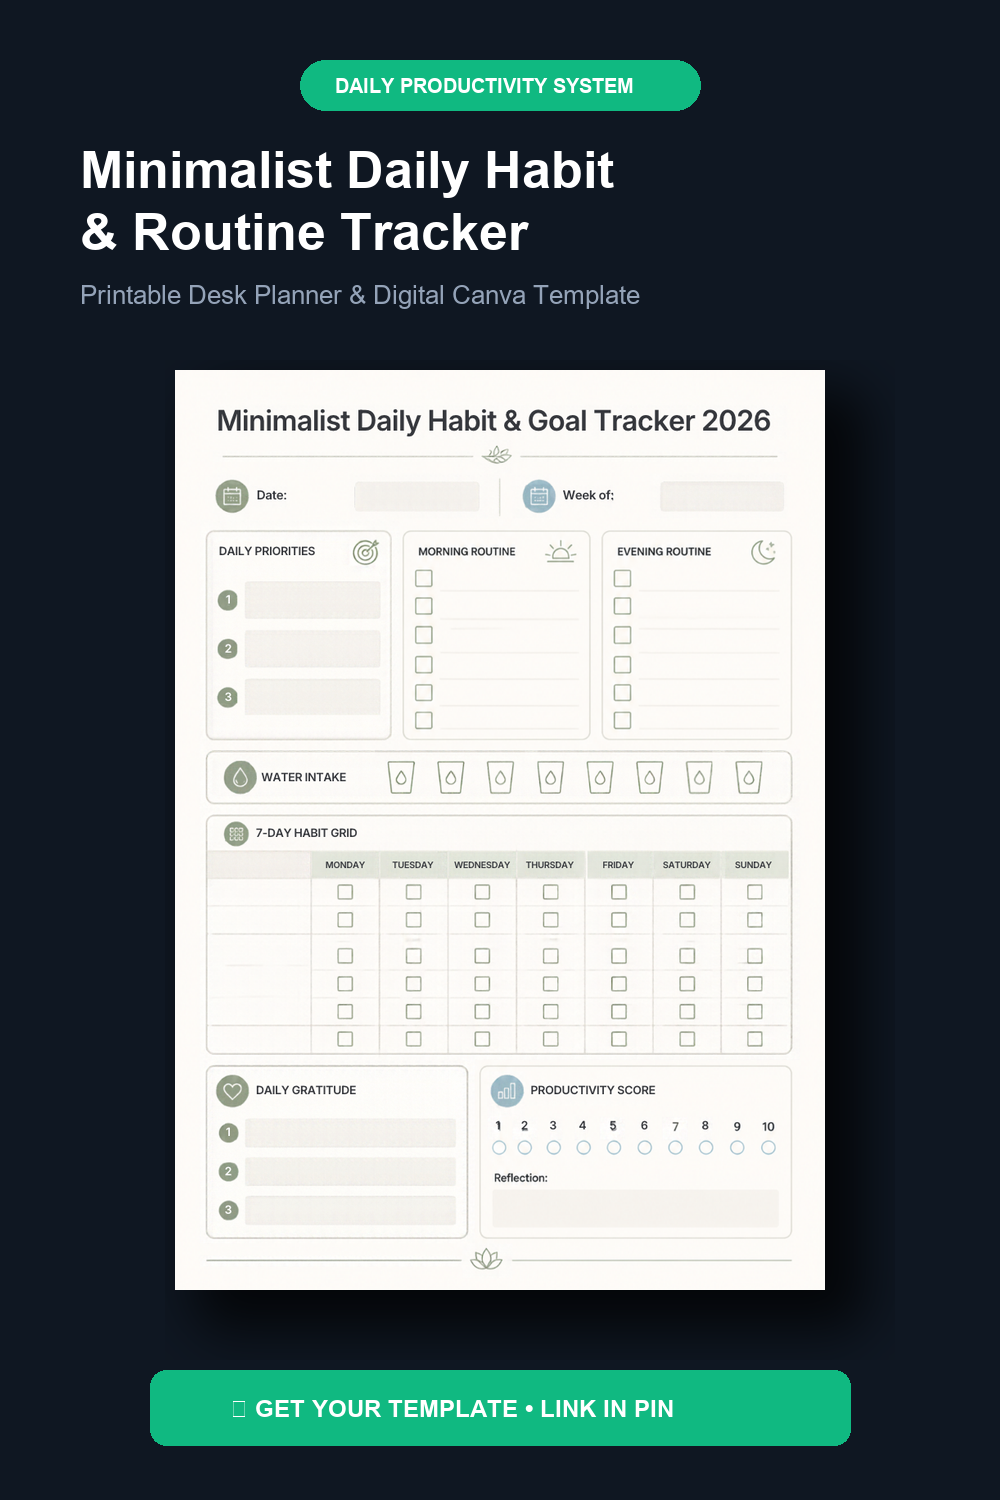 DAILY PRODUCTIVITY SYSTEM
Minimalist Daily Habit
& Routine Tracker
Printable Desk Planner & Digital Canva Template
Minimalist Daily Habit & Goal Tracker 2026
Date:
Week of:
DAILY PRIORITIES
1
2
3
MORNING ROUTINE
EVENING ROUTINE
WATER INTAKE
7-DAY HABIT GRID
MONDAY TUESDAY WEDNESDAY THURSDAY FRIDAY SATURDAY SUNDAY
DAILY GRATITUDE
1
2
3
PRODUCTIVITY SCORE
1 2 3 4 5 6 7 8 9 10
Reflection:
GET YOUR TEMPLATE • LINK IN PIN